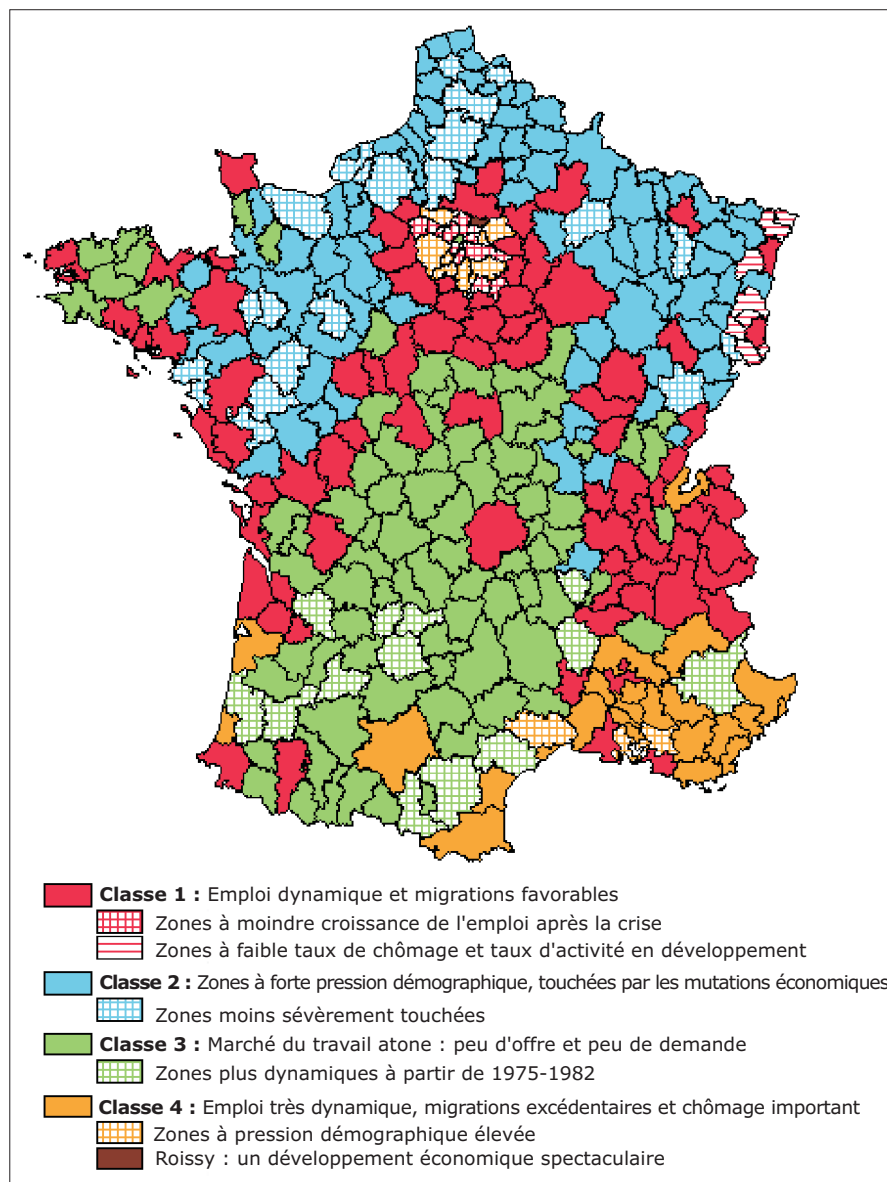 Classe 1 : Emploi dynamique et migrations favorables
Zones à moindre croissance de l'emploi après la crise
Zones à faible taux de chômage et taux d'activité en développement
Classe 2 : Zones à forte pression démographique, touchées par les mutations économiques
Zones moins sévèrement touchées
Classe 3 : Marché du travail atone : peu d'offre et peu de demande
Zones plus dynamiques à partir de 1975-1982
Classe 4 : Emploi très dynamique, migrations excédentaires et chômage important
Zones à pression démographique élevée
Roissy : un développement économique spectaculaire